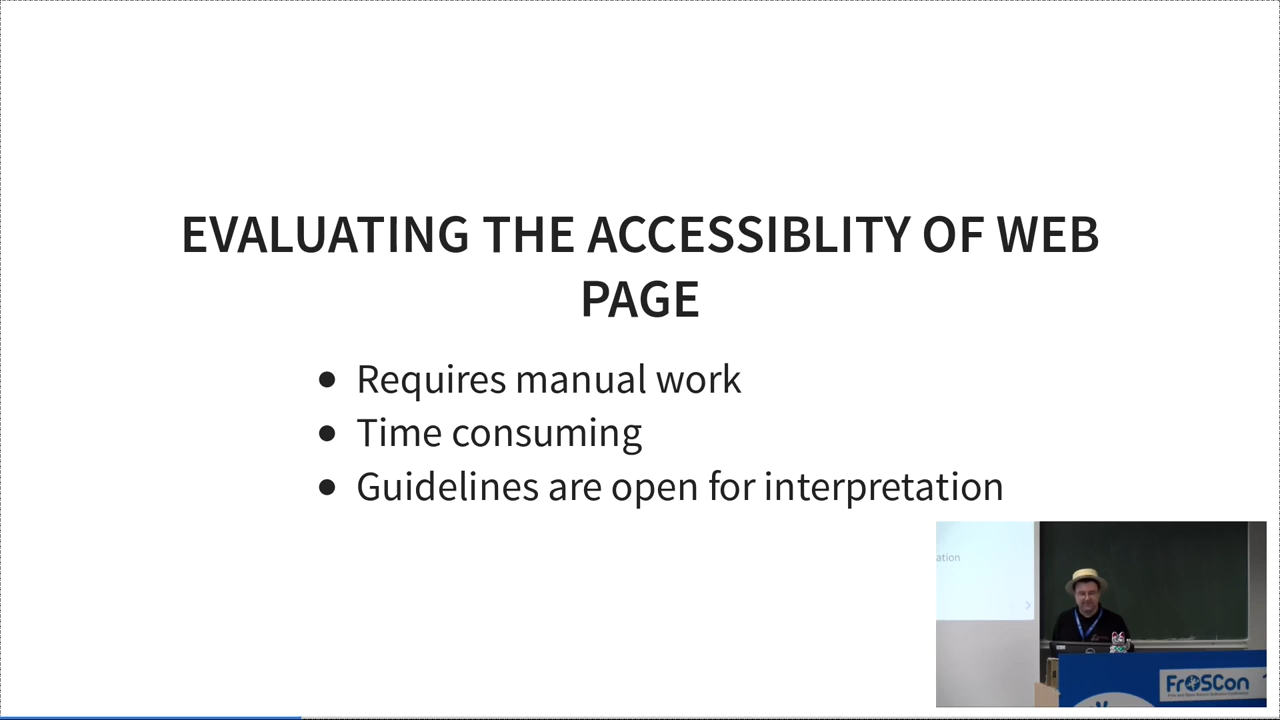 EVALUATING THE ACCESSIBLITY OF WEB
PAGE
Requires manual work
Time consuming
Guidelines are open for interpretation
ation
FrOSCon